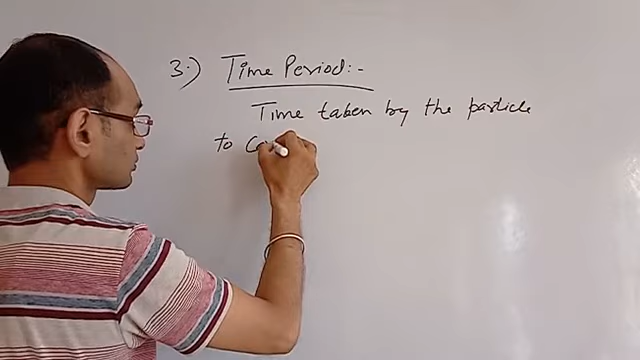 3.) Time Period:-
Time taken by the particle
to